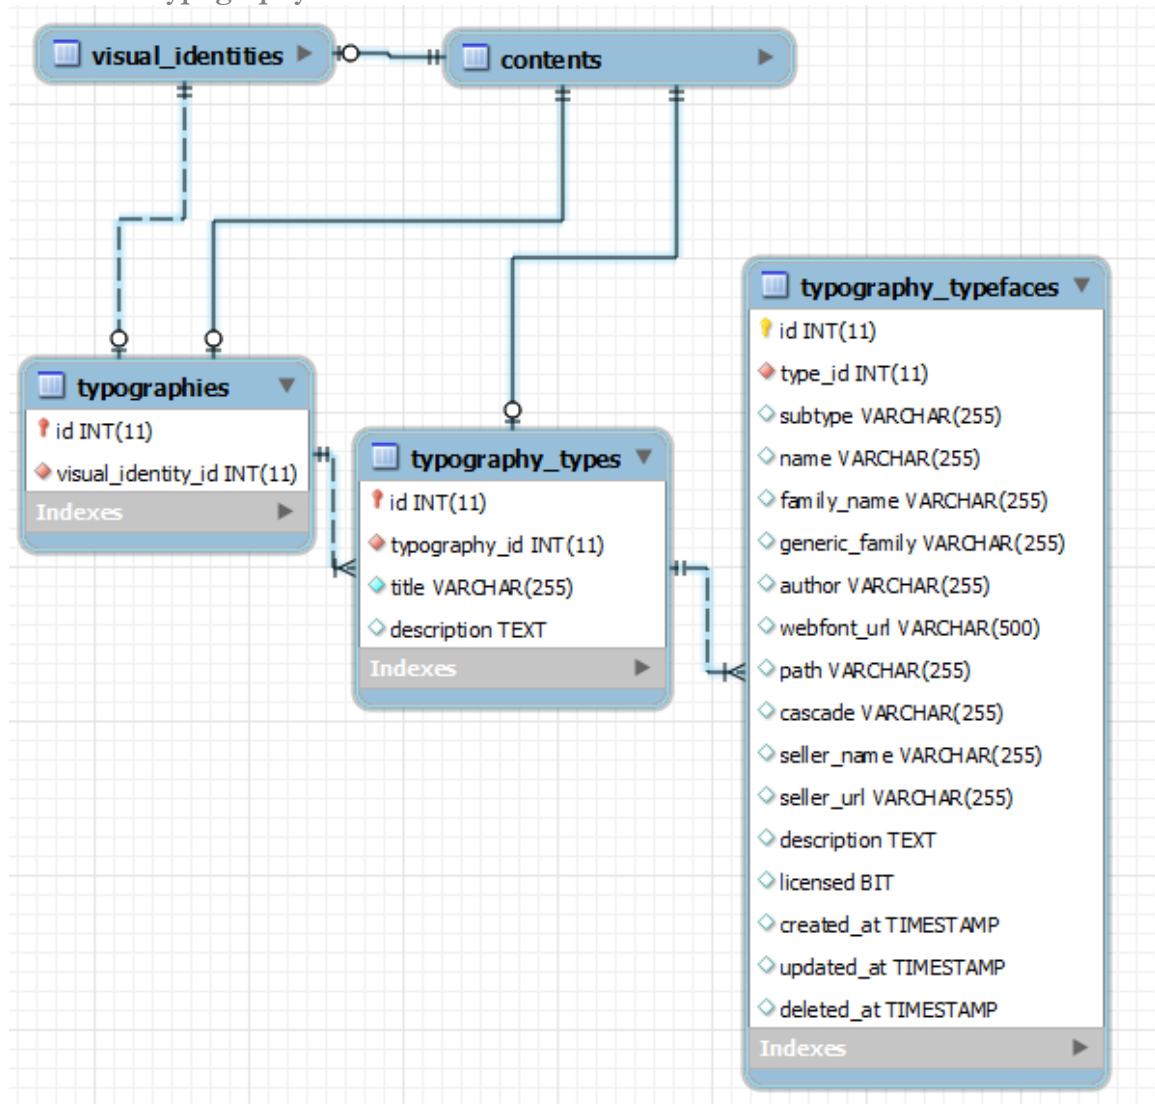 visual_identities
contents
typographies
id INT(11)
visual_identity_id INT(11)
Indexes
typography_types
id INT(11)
typography_id INT(11)
title VARCHAR(255)
description TEXT
Indexes
typography_typefaces
id INT(11)
type_id INT(11)
subtype VARCHAR(255)
name VARCHAR(255)
family_name VARCHAR(255)
generic_family VARCHAR(255)
author VARCHAR(255)
webfont_url VARCHAR(500)
path VARCHAR(255)
cascade VARCHAR(255)
seller_name VARCHAR(255)
seller_url VARCHAR(255)
description TEXT
licensed BIT
created_at TIMESTAMP
updated_at TIMESTAMP
deleted_at TIMESTAMP
Indexes